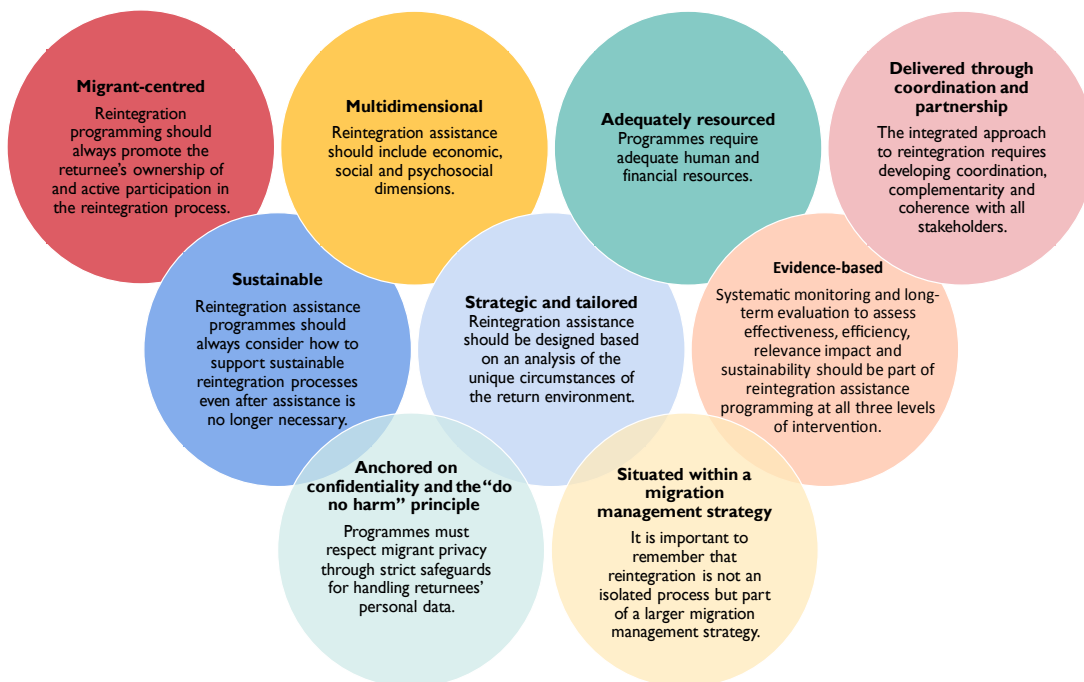 Migrant-centred
Reintegration
programming should
always promote the
returnee's ownership of
and active participation in
the reintegration process.
Multidimensional
Reintegration assistance
should include economic,
social and psychosocial
dimensions.
Adequately resourced
Programmes require
adequate human and
financial resources.
Delivered through
coordination and
partnership
The integrated approach
to reintegration requires
developing coordination,
complementarity and
coherence with all
stakeholders.
Sustainable
Reintegration assistance
programmes should
always consider how to
support sustainable
reintegration processes
even after assistance is
no longer necessary.
Strategic and tailored
Reintegration assistance
should be designed based
on an analysis of the
unique circumstances of
the return environment.
Evidence-based
Systematic monitoring and long-
term evaluation to assess
effectiveness, efficiency,
relevance impact and
sustainability should be part of
reintegration assistance
programming at all three levels
of intervention.
Anchored on
confidentiality and the "do
no harm" principle
Programmes must
respect migrant privacy
through strict safeguards
for handling returnees'
personal data.
Situated within a
migration
management strategy
It is important to
remember that
reintegration is not an
isolated process but part
of a larger migration
management strategy.